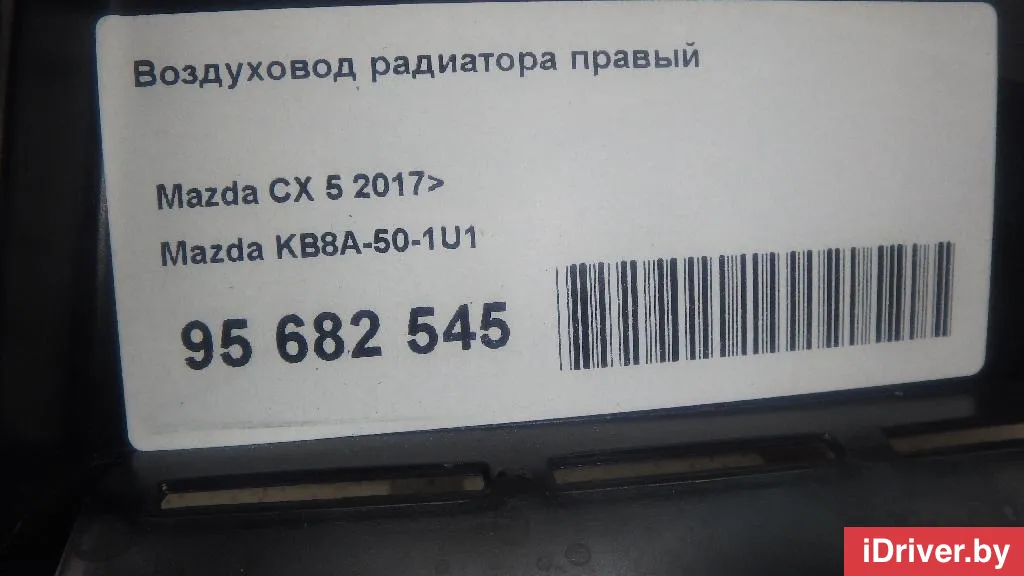 Воздуховод радиатора правый
Mazda CX 5 2017>
Mazda KB8A-50-1U1
95 682 545
iDriver.by